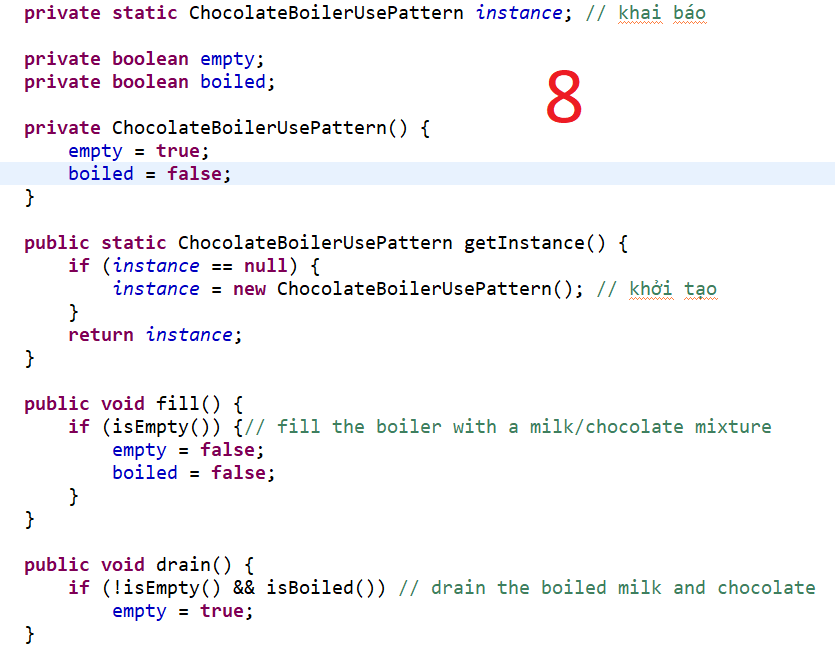 private static ChocolateBoilerUsePattern instance; // khai báo
private boolean empty;
private boolean boiled;
8
private ChocolateBoilerUsePattern() {
empty = true;
boiled = false;
}
public static ChocolateBoilerUsePattern getInstance() {
if (instance == null) {
instance = new ChocolateBoilerUsePattern(); // khởi tạo
}
return instance;
}
public void fill() {
if (isEmpty()) {// fill the boiler with a milk/chocolate mixture
empty = false;
boiled = false;
}
}
public void drain() {
if (!isEmpty() && isBoiled()) // drain the boiled milk and chocolate
empty = true;
}